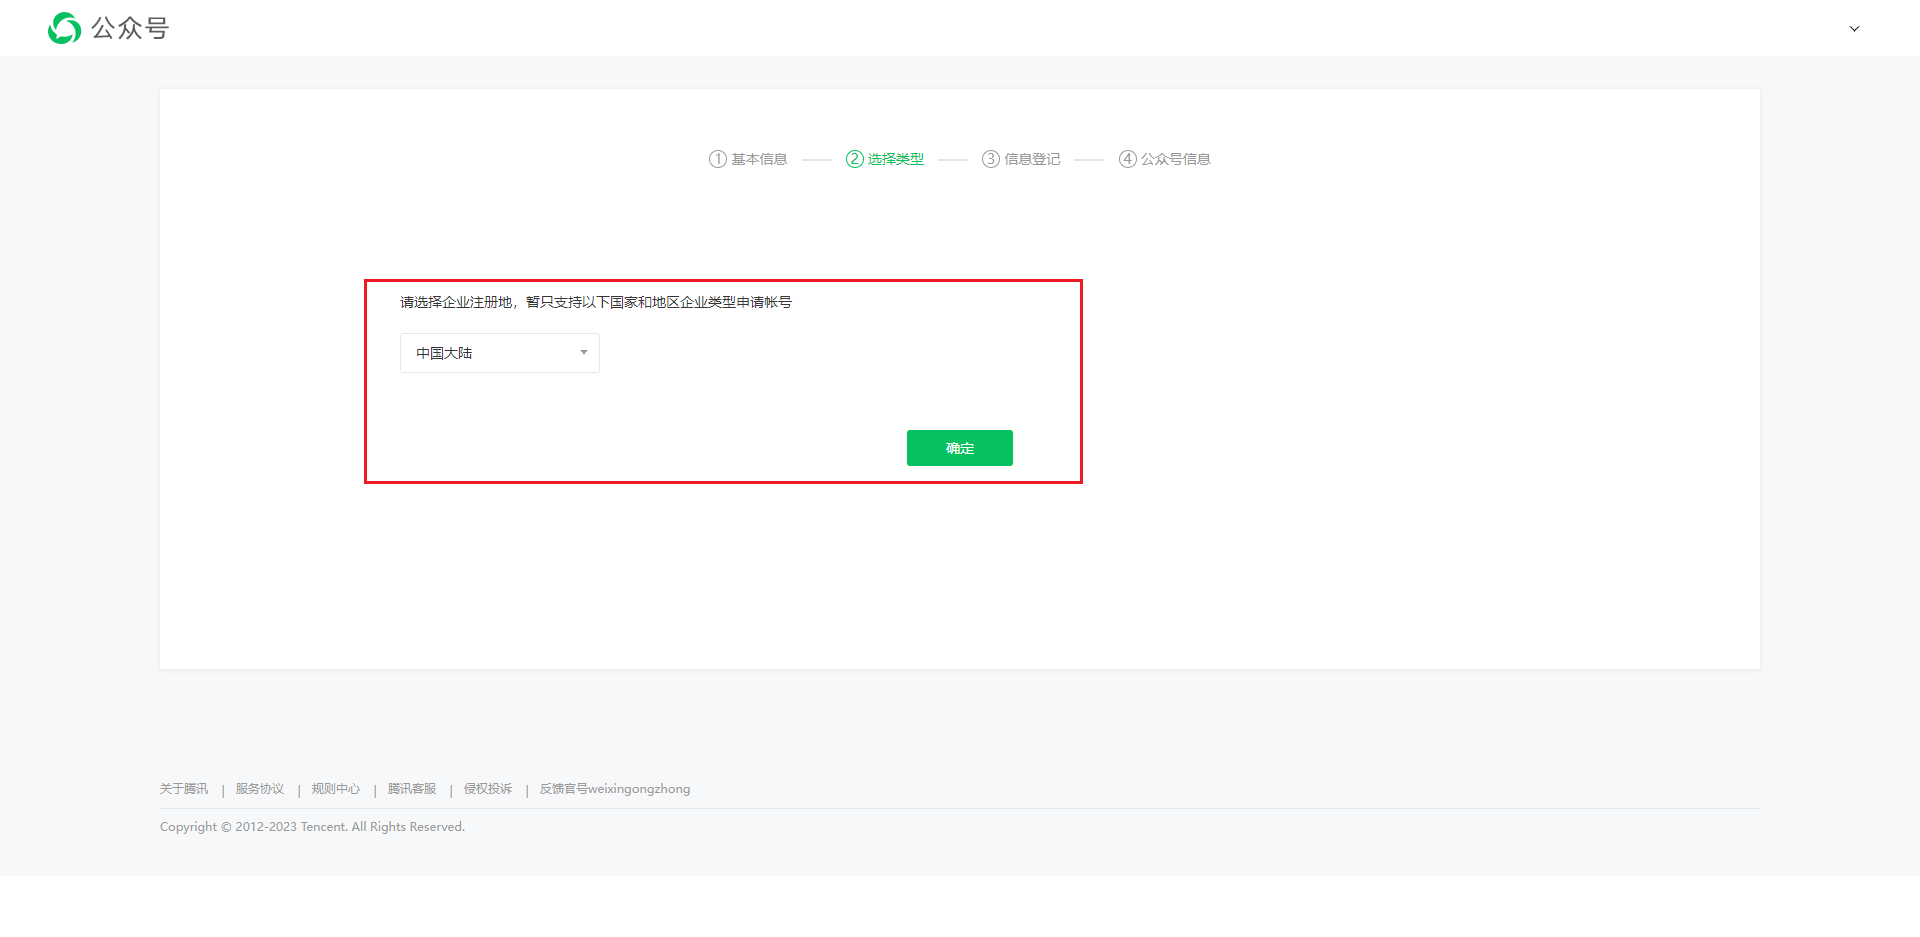 公众号
① 基本信息 ② 选择类型 ③ 信息登记 ④ 公众号信息
请选择企业注册地，暂只支持以下国家和地区企业类型申请帐号
中国大陆
确定
关于腾讯 | 服务协议 | 规则中心 | 腾讯客服 | 侵权投诉 | 反馈官号weixingongzhong
Copyright © 2012-2023 Tencent. All Rights Reserved.